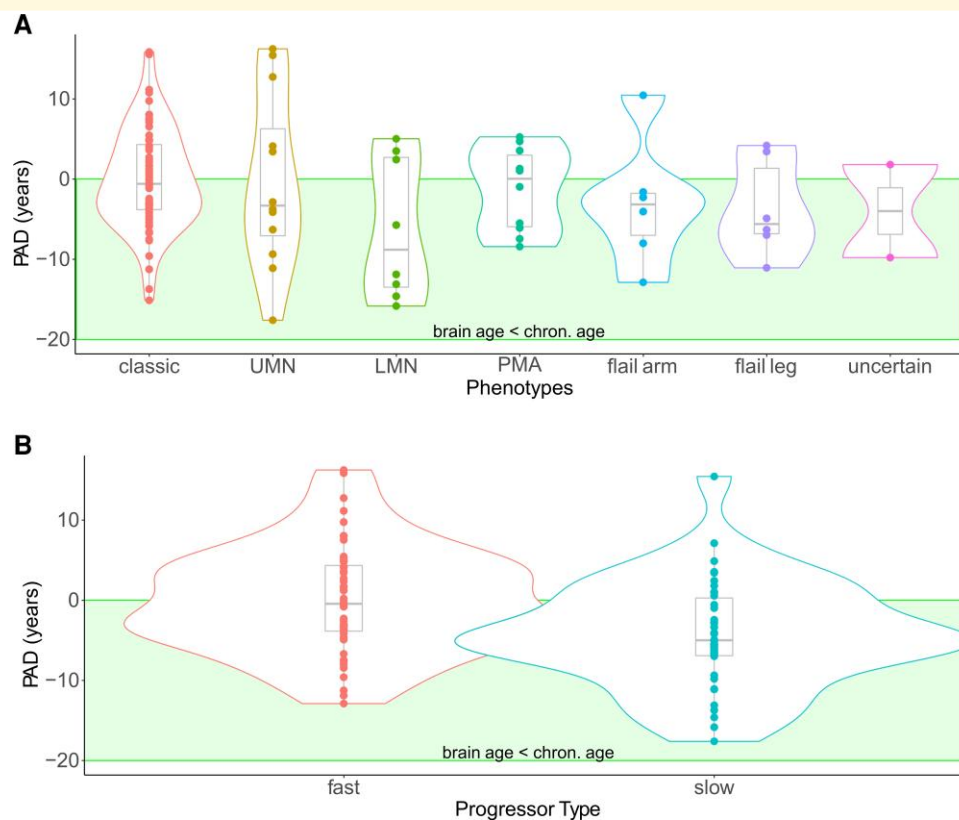 A
PAD (years)
10
0
−10
−20
brain age < chron. age
classic UMN LMN PMA flail arm flail leg uncertain
Phenotypes
B
PAD (years)
10
0
−10
−20
brain age < chron. age
fast slow
Progressor Type